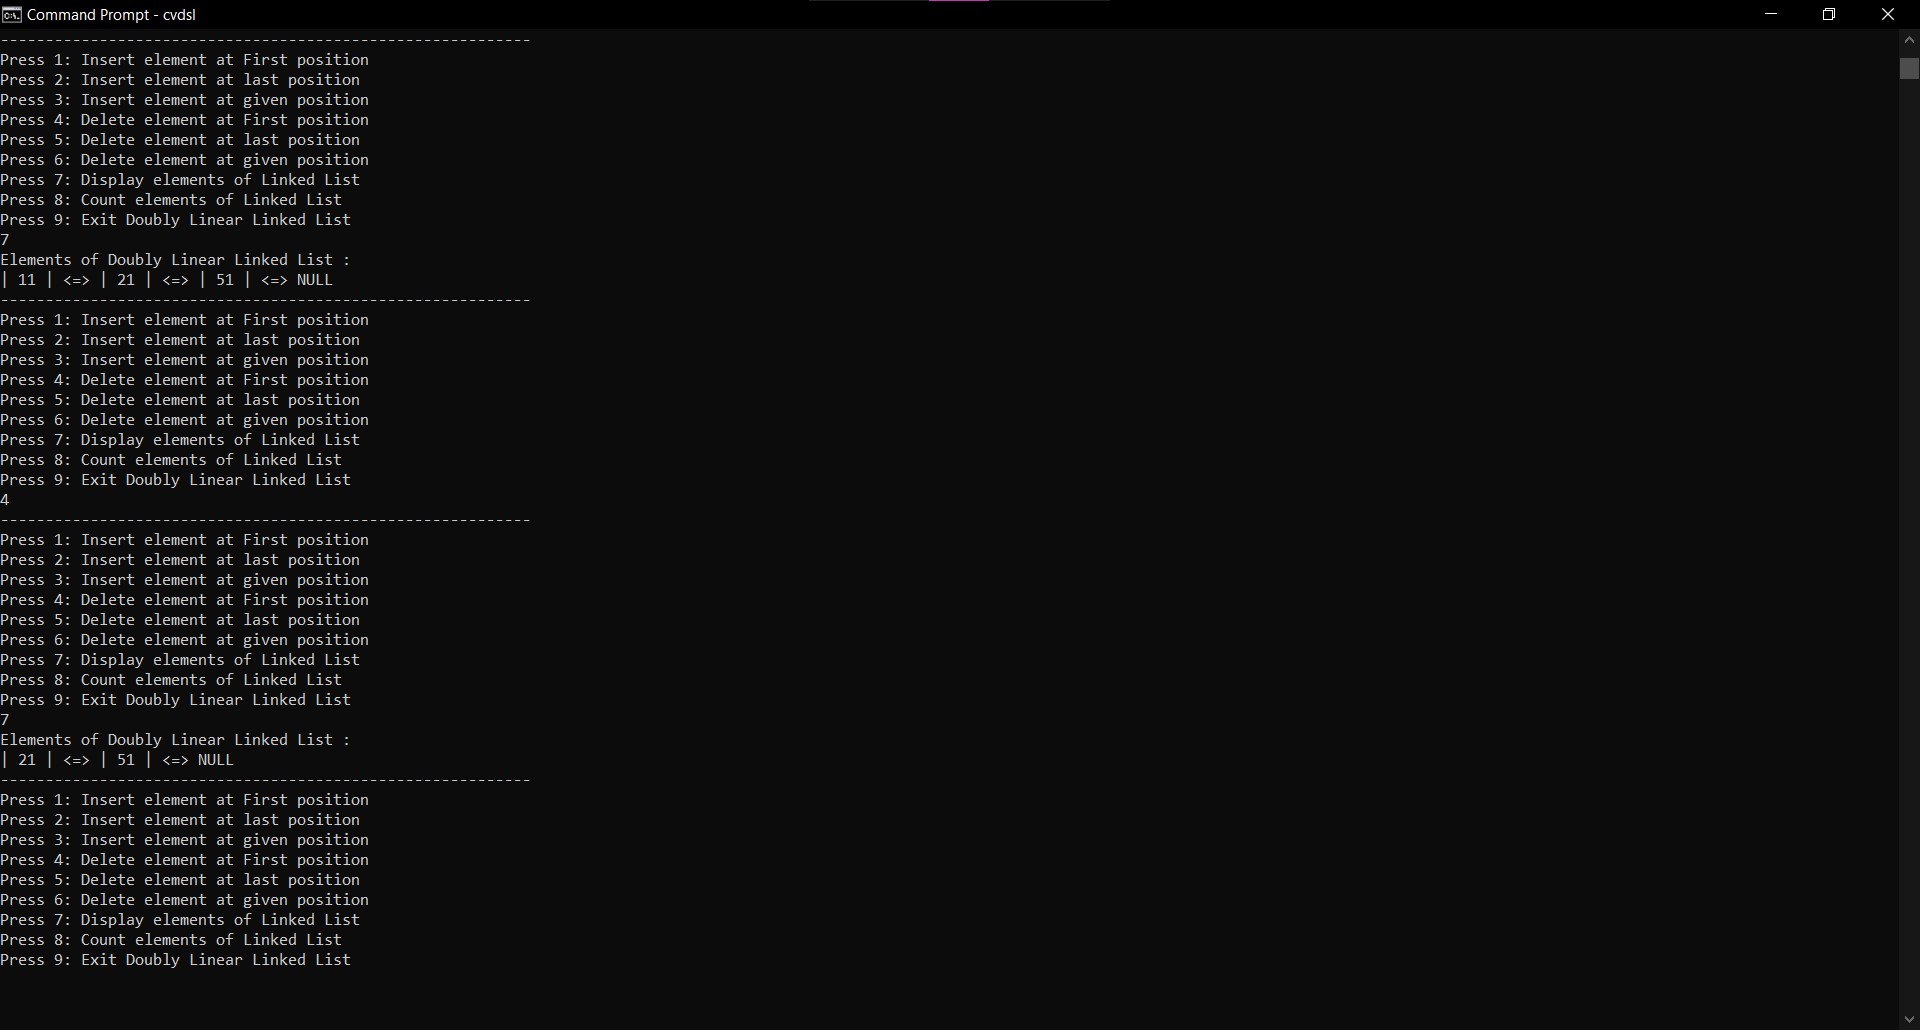 Command Prompt - cvdsl
-----------------------------------------------------------
Press 1: Insert element at First position
Press 2: Insert element at last position
Press 3: Insert element at given position
Press 4: Delete element at First position
Press 5: Delete element at last position
Press 6: Delete element at given position
Press 7: Display elements of Linked List
Press 8: Count elements of Linked List
Press 9: Exit Doubly Linear Linked List
7
Elements of Doubly Linear Linked List :
| 11 | <=> | 21 | <=> | 51 | <=> NULL
-----------------------------------------------------------
Press 1: Insert element at First position
Press 2: Insert element at last position
Press 3: Insert element at given position
Press 4: Delete element at First position
Press 5: Delete element at last position
Press 6: Delete element at given position
Press 7: Display elements of Linked List
Press 8: Count elements of Linked List
Press 9: Exit Doubly Linear Linked List
4
-----------------------------------------------------------
Press 1: Insert element at First position
Press 2: Insert element at last position
Press 3: Insert element at given position
Press 4: Delete element at First position
Press 5: Delete element at last position
Press 6: Delete element at given position
Press 7: Display elements of Linked List
Press 8: Count elements of Linked List
Press 9: Exit Doubly Linear Linked List
7
Elements of Doubly Linear Linked List :
| 21 | <=> | 51 | <=> NULL
-----------------------------------------------------------
Press 1: Insert element at First position
Press 2: Insert element at last position
Press 3: Insert element at given position
Press 4: Delete element at First position
Press 5: Delete element at last position
Press 6: Delete element at given position
Press 7: Display elements of Linked List
Press 8: Count elements of Linked List
Press 9: Exit Doubly Linear Linked List